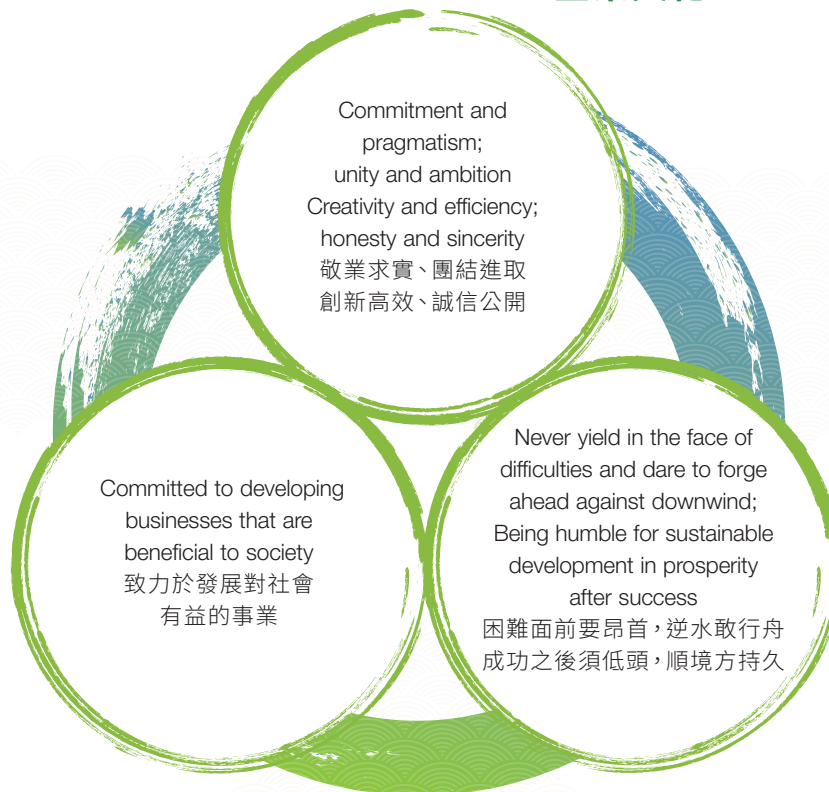 Commitment and
pragmatism;
unity and ambition
Creativity and efficiency;
honesty and sincerity
敬業求實、團結進取
創新高效、誠信公開
Committed to developing
businesses that are
beneficial to society
致力於發展對社會
有益的事業
Never yield in the face of
difficulties and dare to forge
ahead against downwind;
Being humble for sustainable
development in prosperity
after success
困難面前要昂首，逆水敢行舟
成功之後須低頭，順境方持久